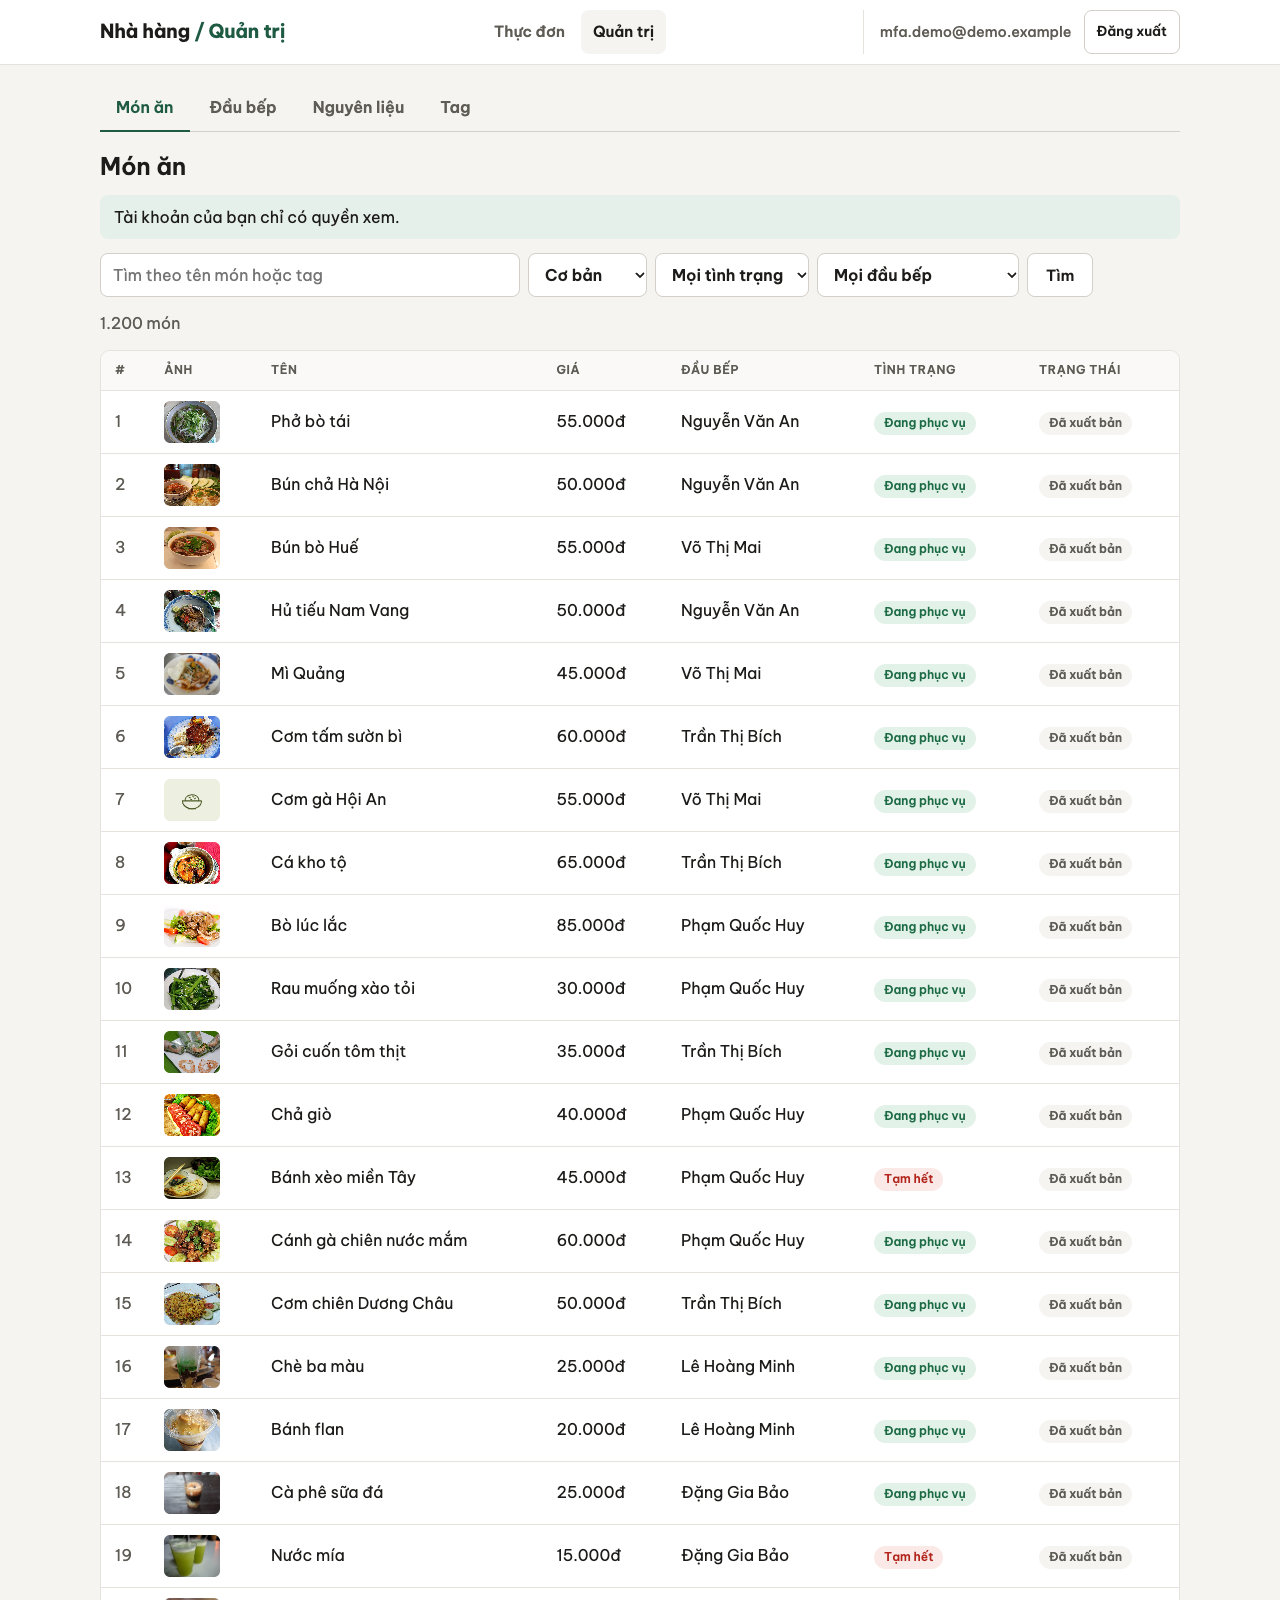 Nhà hàng / Quản trị
Thực đơn
Quản trị
mfa.demo@demo.example
Đăng xuất
Món ăn
Đầu bếp
Nguyên liệu
Tag
Món ăn
Tài khoản của bạn chỉ có quyền xem.
Tìm theo tên món hoặc tag
Cơ bản
Mọi tình trạng
Mọi đầu bếp
Tìm
1.200 món
# ẢNH TÊN GIÁ ĐẦU BẾP TÌNH TRẠNG TRẠNG THÁI
1 Phở bò tái 55.000đ Nguyễn Văn An Đang phục vụ Đã xuất bản
2 Bún chả Hà Nội 50.000đ Nguyễn Văn An Đang phục vụ Đã xuất bản
3 Bún bò Huế 55.000đ Võ Thị Mai Đang phục vụ Đã xuất bản
4 Hủ tiếu Nam Vang 50.000đ Nguyễn Văn An Đang phục vụ Đã xuất bản
5 Mì Quảng 45.000đ Võ Thị Mai Đang phục vụ Đã xuất bản
6 Cơm tấm sườn bì 60.000đ Trần Thị Bích Đang phục vụ Đã xuất bản
7 Cơm gà Hội An 55.000đ Võ Thị Mai Đang phục vụ Đã xuất bản
8 Cá kho tộ 65.000đ Trần Thị Bích Đang phục vụ Đã xuất bản
9 Bò lúc lắc 85.000đ Phạm Quốc Huy Đang phục vụ Đã xuất bản
10 Rau muống xào tỏi 30.000đ Phạm Quốc Huy Đang phục vụ Đã xuất bản
11 Gỏi cuốn tôm thịt 35.000đ Trần Thị Bích Đang phục vụ Đã xuất bản
12 Chả giò 40.000đ Phạm Quốc Huy Đang phục vụ Đã xuất bản
13 Bánh xèo miền Tây 45.000đ Phạm Quốc Huy Tạm hết Đã xuất bản
14 Cánh gà chiên nước mắm 60.000đ Phạm Quốc Huy Đang phục vụ Đã xuất bản
15 Cơm chiên Dương Châu 50.000đ Trần Thị Bích Đang phục vụ Đã xuất bản
16 Chè ba màu 25.000đ Lê Hoàng Minh Đang phục vụ Đã xuất bản
17 Bánh flan 20.000đ Lê Hoàng Minh Đang phục vụ Đã xuất bản
18 Cà phê sữa đá 25.000đ Đặng Gia Bảo Đang phục vụ Đã xuất bản
19 Nước mía 15.000đ Đặng Gia Bảo Tạm hết Đã xuất bản